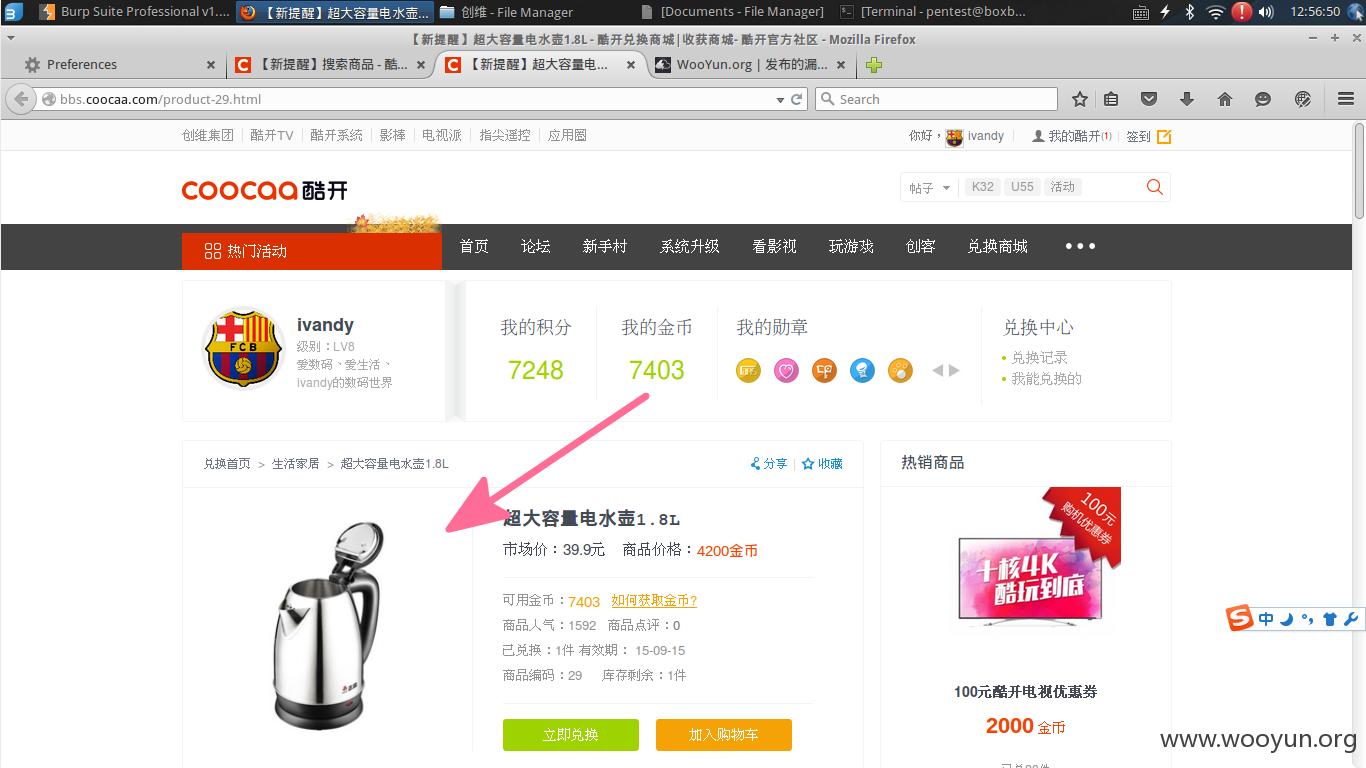 Burp Suite Professional v1....
【新提醒】超大容量电水壶...
创维 - File Manager
[Documents - File Manager]
[Terminal - pentest@boxb...
12:56:50
【新提醒】超大容量电水壶1.8L - 酷开兑换商城|收获商城- 酷开官方社区 - Mozilla Firefox
Preferences
【新提醒】搜索商品 - 酷...
【新提醒】超大容量电...
WooYun.org | 发布的漏...
bbs.coocaa.com/product-29.html
Search
创维集团 酷开TV 酷开系统 影棒 电视派 指尖遥控 应用圈
你好， ivandy 我的酷开(1) 签到
coocaa 酷开
帖子 K32 U55 活动
热门活动 首页 论坛 新手村 系统升级 看影视 玩游戏 创客 兑换商城
ivandy
级别：LV8
爱数码、爱生活、
ivandy的数码世界
FCB
我的积分
7248
我的金币
7403
我的勋章
兑换中心
兑换记录
我能兑换的
兑换首页 > 生活家居 > 超大容量电水壶1.8L
分享 收藏
超大容量电水壶1.8L
市场价：39.9元 商品价格：4200金币
可用金币：7403 如何获取金币?
商品人气：1592 商品点评：0
已兑换：1件 有效期： 15-09-15
商品编码：29 库存剩余：1件
立即兑换 加入购物车
热销商品
100元
购机优惠券
十核4K
酷玩到底
100元酷开电视优惠券
2000 金币
中
www.wooyun.org